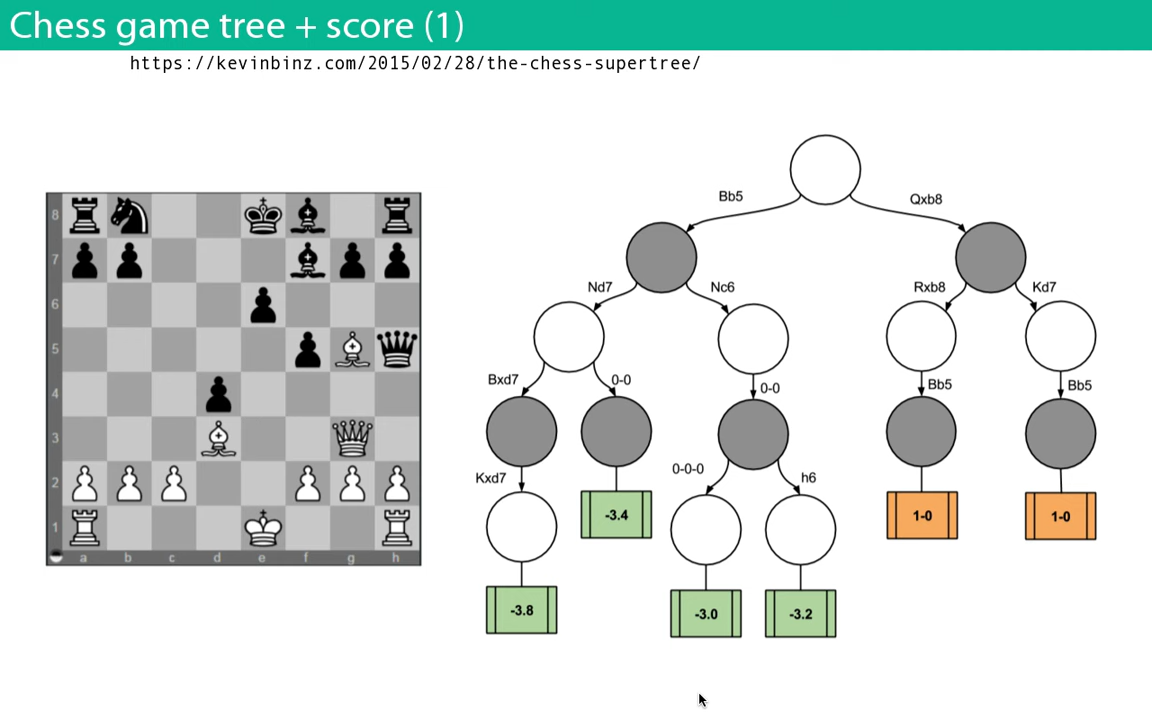 Chess game tree + score (1)
https://kevinbinz.com/2015/02/28/the-chess-supertree/
8
7
6
5
4
3
2
1
a b c d e f g h
Bb5 Qxb8
Nd7 Nc6 Rxb8 Kd7
Bxd7 0-0 0-0 Bb5 Bb5
Kxd7 0-0-0 h6
-3.4 1-0 1-0
-3.8 -3.0 -3.2